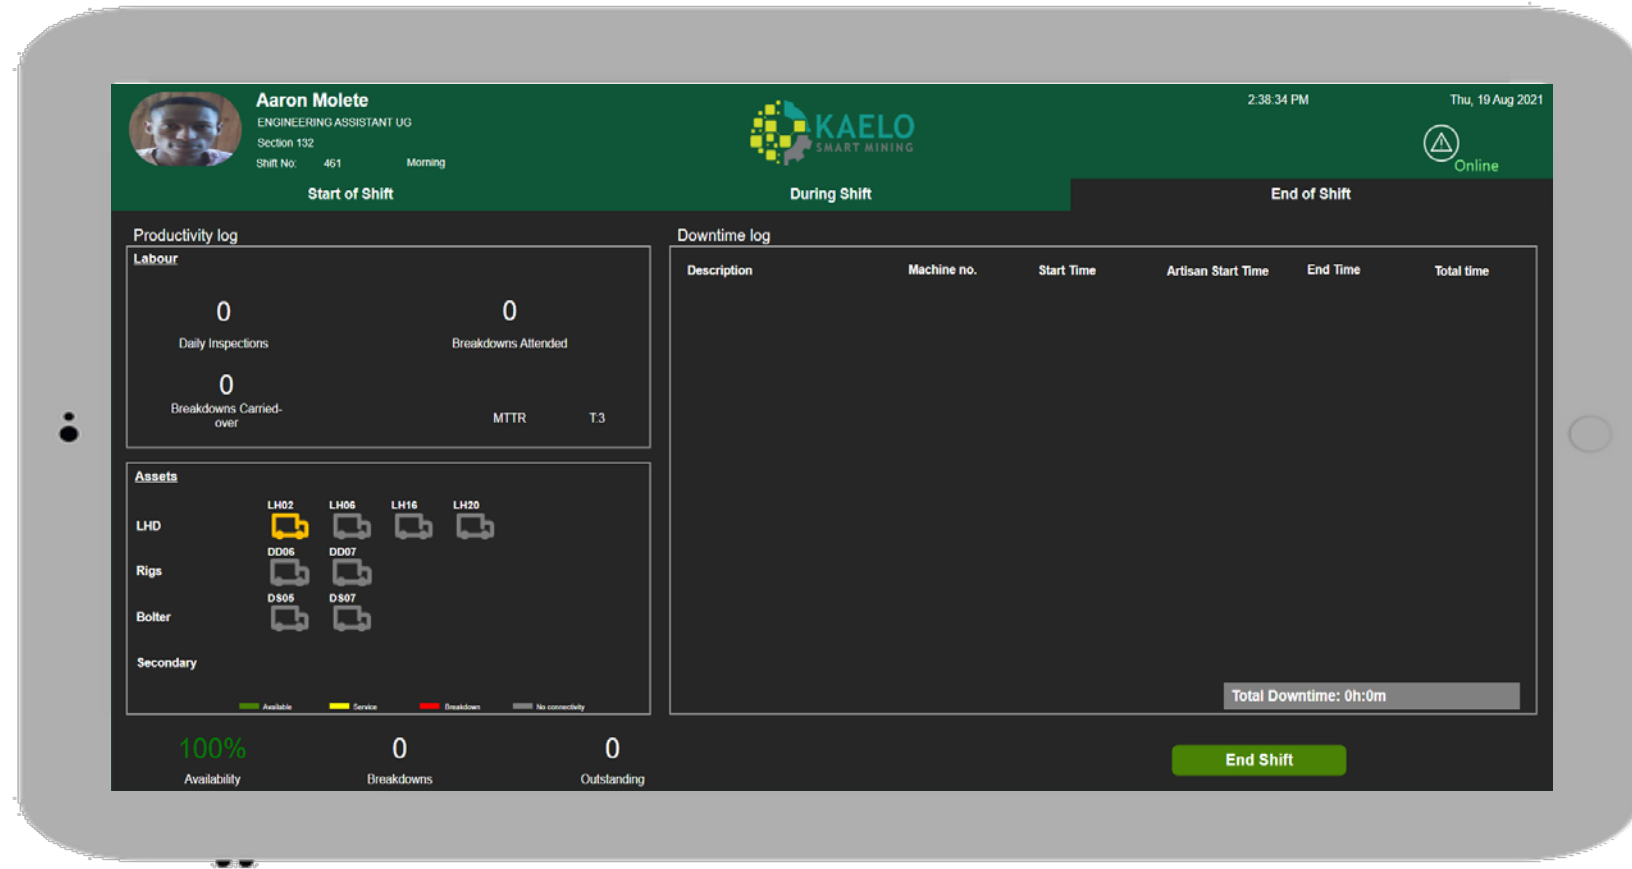 Aaron Molete
ENGINEERING ASSISTANT UG
Section 132
Shift No: 461 Morning
KAELO
SMART MINING
2:38:34 PM
Thu, 19 Aug 2021
Online
Start of Shift
During Shift
End of Shift
Productivity log
Labour
0
Daily Inspections
0
Breakdowns Attended
0
Breakdowns Carried-
over
MTTR T:3
Assets
LH02 LH06 LH16 LH20
LHD
DD06 DD07
Rigs
DS05 DS07
Bolter
Secondary
Available Service Breakdown No connectivity
100%
Availability
0
Breakdowns
0
Outstanding
Downtime log
Description Machine no. Start Time Artisan Start Time End Time Total time
Total Downtime: 0h:0m
End Shift